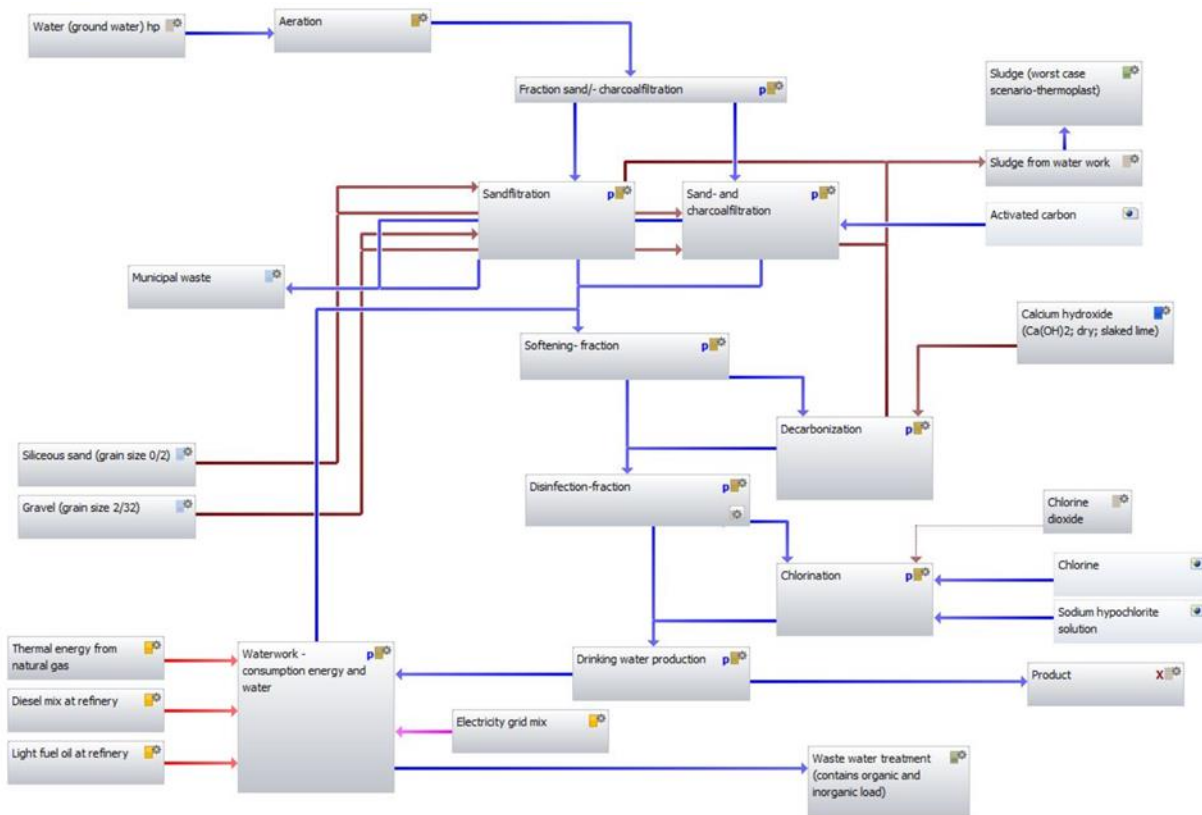 Water (ground water) hp
Aeration
Fraction sand/- charcoalfiltration
p
Sludge (worst case
scenario-thermoplast)
Sludge from water work
Sandfiltration
p
Sand- and
charcoalfiltration
p
Activated carbon
Municipal waste
Calcium hydroxide
(Ca(OH)2; dry; slaked lime)
Softening- fraction
p
Decarbonization
p
Siliceous sand (grain size 0/2)
Gravel (grain size 2/32)
Disinfection-fraction
p
Chlorine
dioxide
Chlorination
p
Chlorine
Sodium hypochlorite
solution
Thermal energy from
natural gas
Waterwork -
consumption energy and
water
p
Drinking water production
p
Product
X
Diesel mix at refinery
Electricity grid mix
Light fuel oil at refinery
Waste water treatment
(contains organic and
inorganic load)